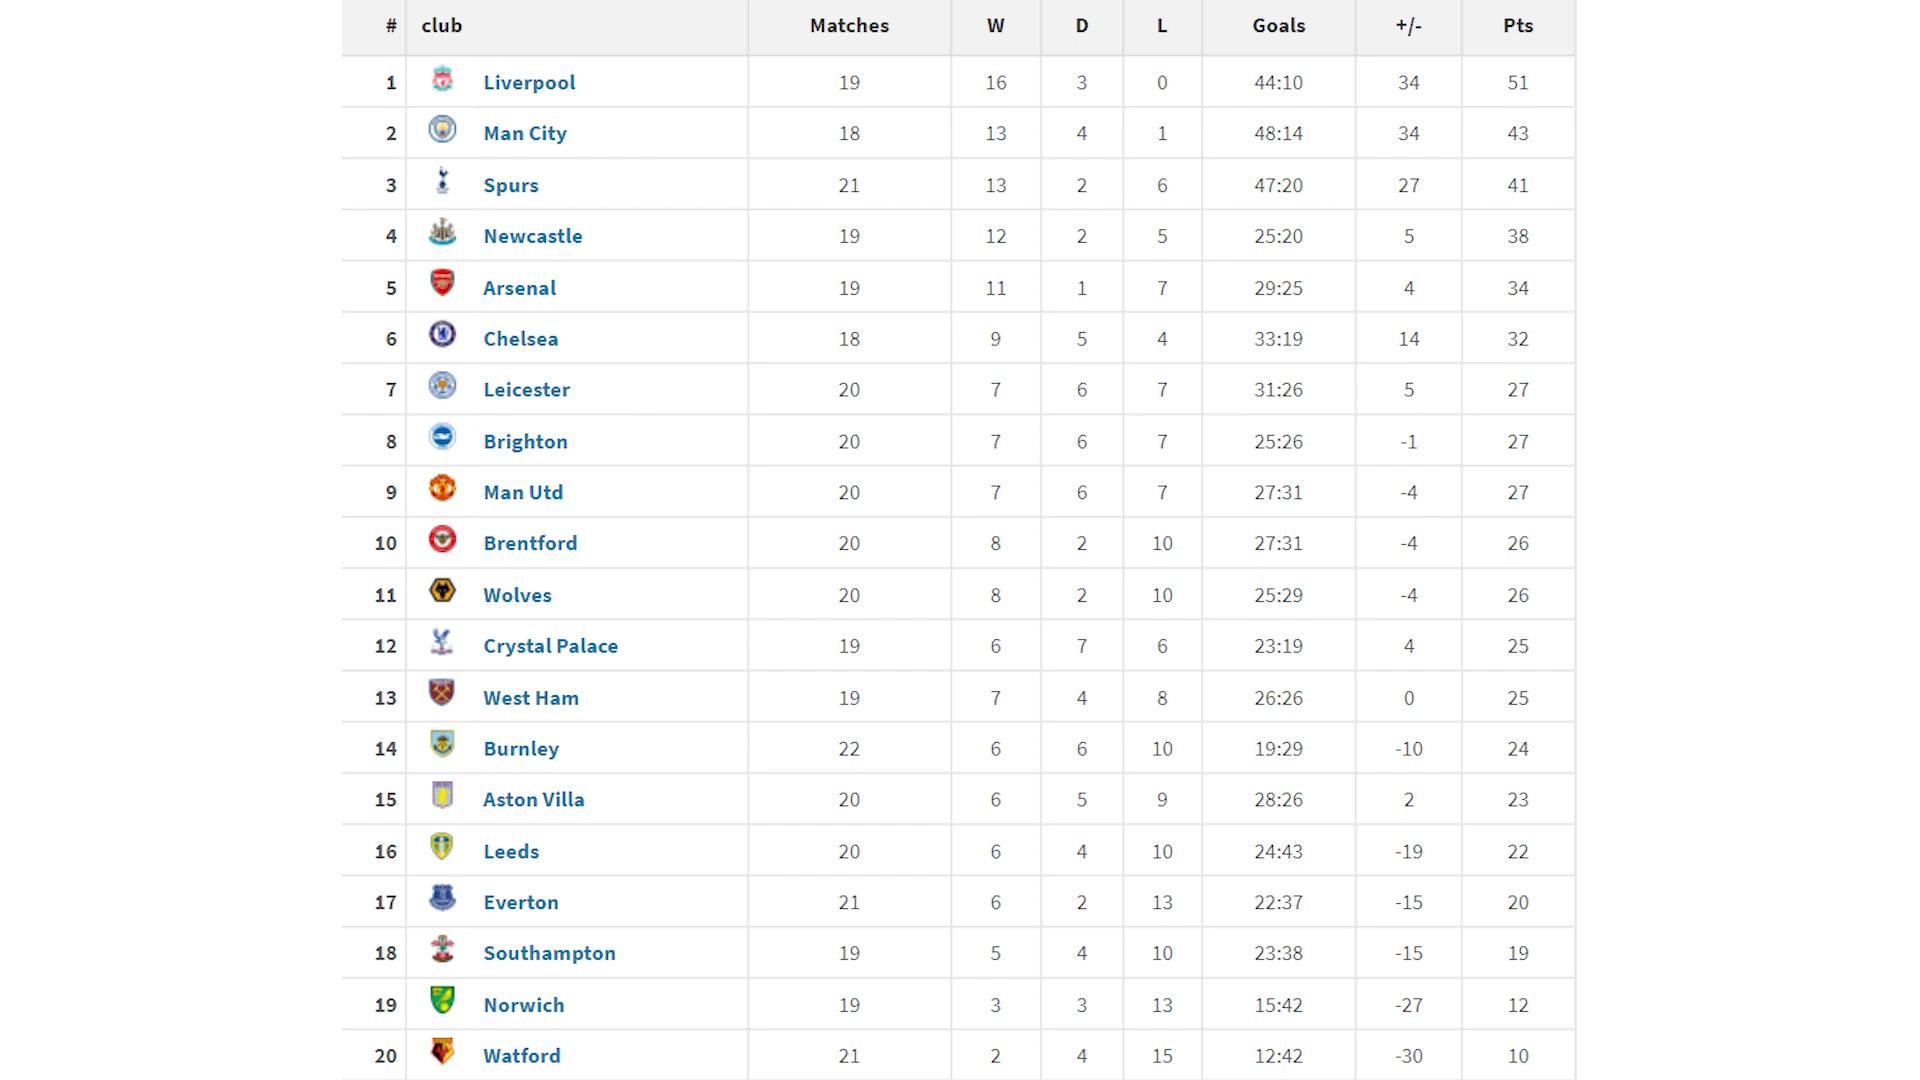 # club Matches W D L Goals +/- Pts
1 Liverpool 19 16 3 0 44:10 34 51
2 Man City 18 13 4 1 48:14 34 43
3 Spurs 21 13 2 6 47:20 27 41
4 Newcastle 19 12 2 5 25:20 5 38
5 Arsenal 19 11 1 7 29:25 4 34
6 Chelsea 18 9 5 4 33:19 14 32
7 Leicester 20 7 6 7 31:26 5 27
8 Brighton 20 7 6 7 25:26 -1 27
9 Man Utd 20 7 6 7 27:31 -4 27
10 Brentford 20 8 2 10 27:31 -4 26
11 Wolves 20 8 2 10 25:29 -4 26
12 Crystal Palace 19 6 7 6 23:19 4 25
13 West Ham 19 7 4 8 26:26 0 25
14 Burnley 22 6 6 10 19:29 -10 24
15 Aston Villa 20 6 5 9 28:26 2 23
16 Leeds 20 6 4 10 24:43 -19 22
17 Everton 21 6 2 13 22:37 -15 20
18 Southampton 19 5 4 10 23:38 -15 19
19 Norwich 19 3 3 13 15:42 -27 12
20 Watford 21 2 4 15 12:42 -30 10